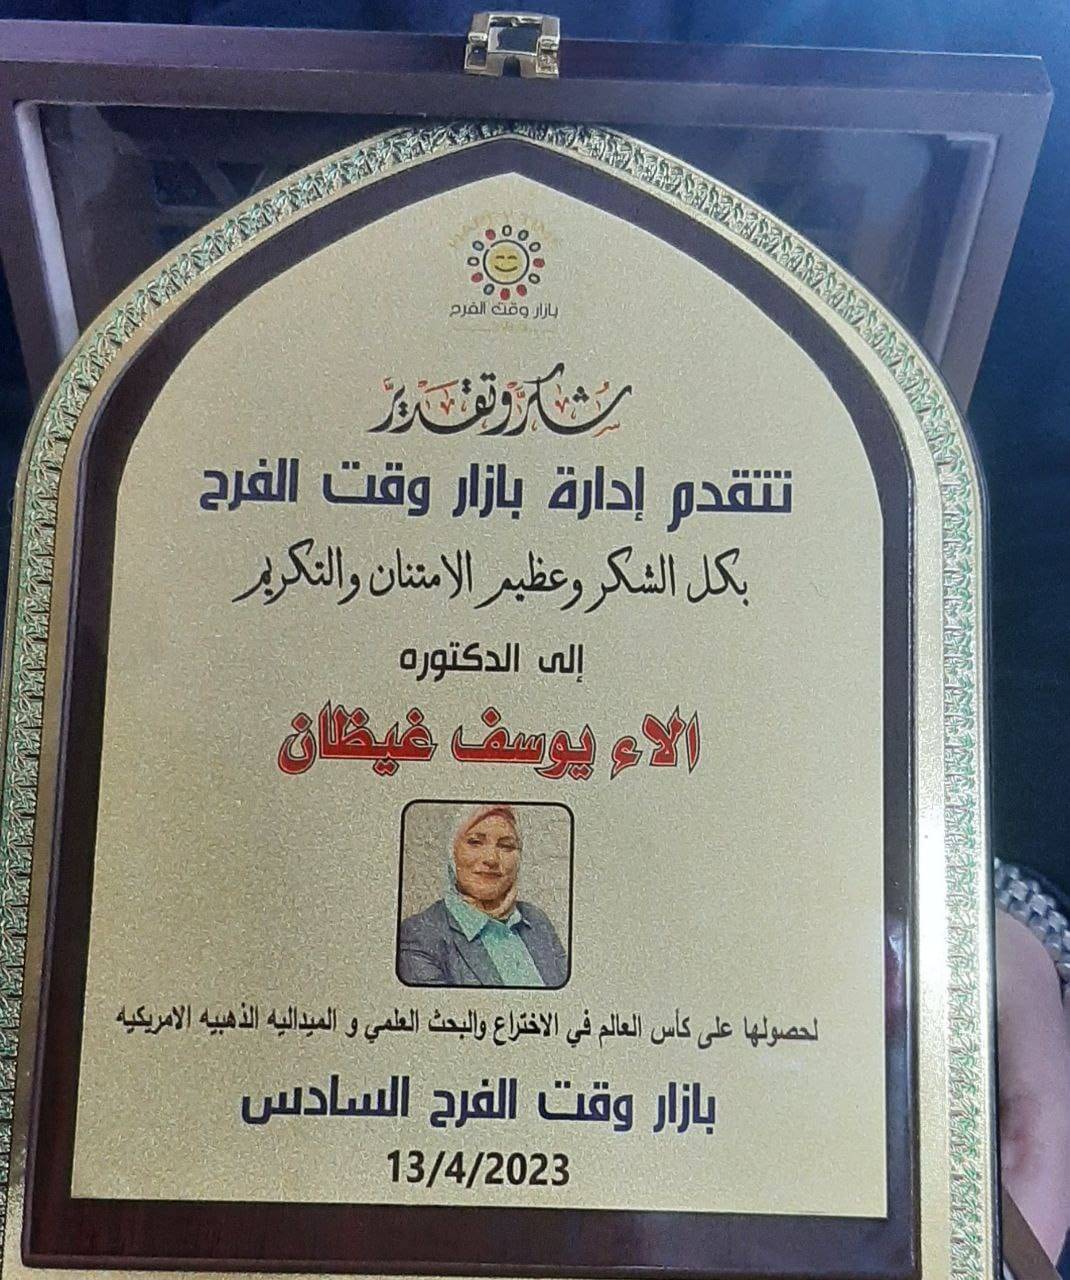 HAPPY TIME
بازار وقت الفرح
شكر وتقدير
تتقدم إدارة بازار وقت الفرح
بكل الشكر وعظيم الامتنان والتكريم
إلى الدكتوره
الاء يوسف غيظان
لحصولها على كأس العالم في الاختراع والبحث العلمي و الميداليه الذهبيه الامريكيه
بازار وقت الفرح السادس
13/4/2023